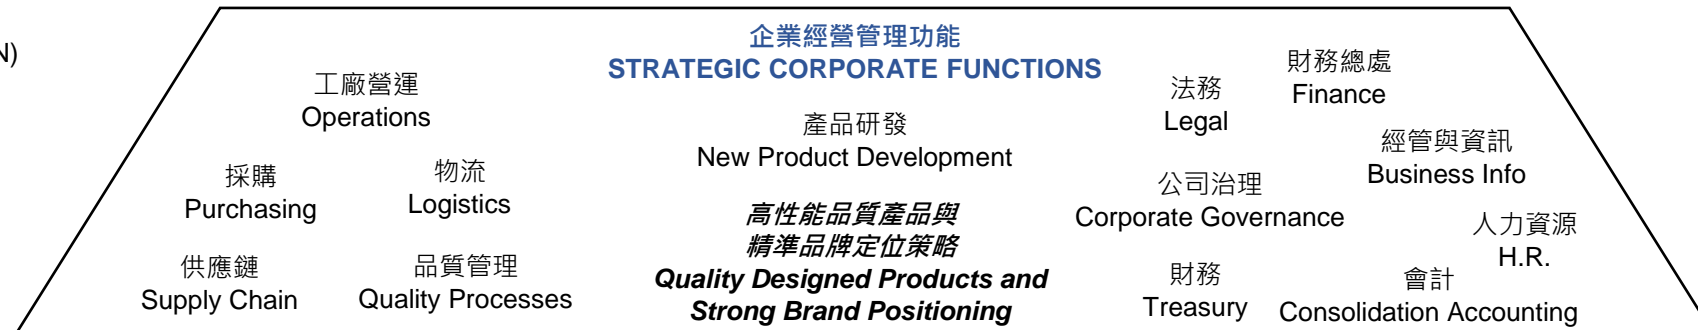 N)
企業經營管理功能
STRATEGIC CORPORATE FUNCTIONS
工廠營運
Operations
採購
Purchasing
物流
Logistics
供應鏈
Supply Chain
品質管理
Quality Processes
產品研發
New Product Development
高性能品質產品與
精準品牌定位策略
Quality Designed Products and
Strong Brand Positioning
法務
Legal
財務總處
Finance
經管與資訊
Business Info
公司治理
Corporate Governance
人力資源
H.R.
財務
Treasury
會計
Consolidation Accounting